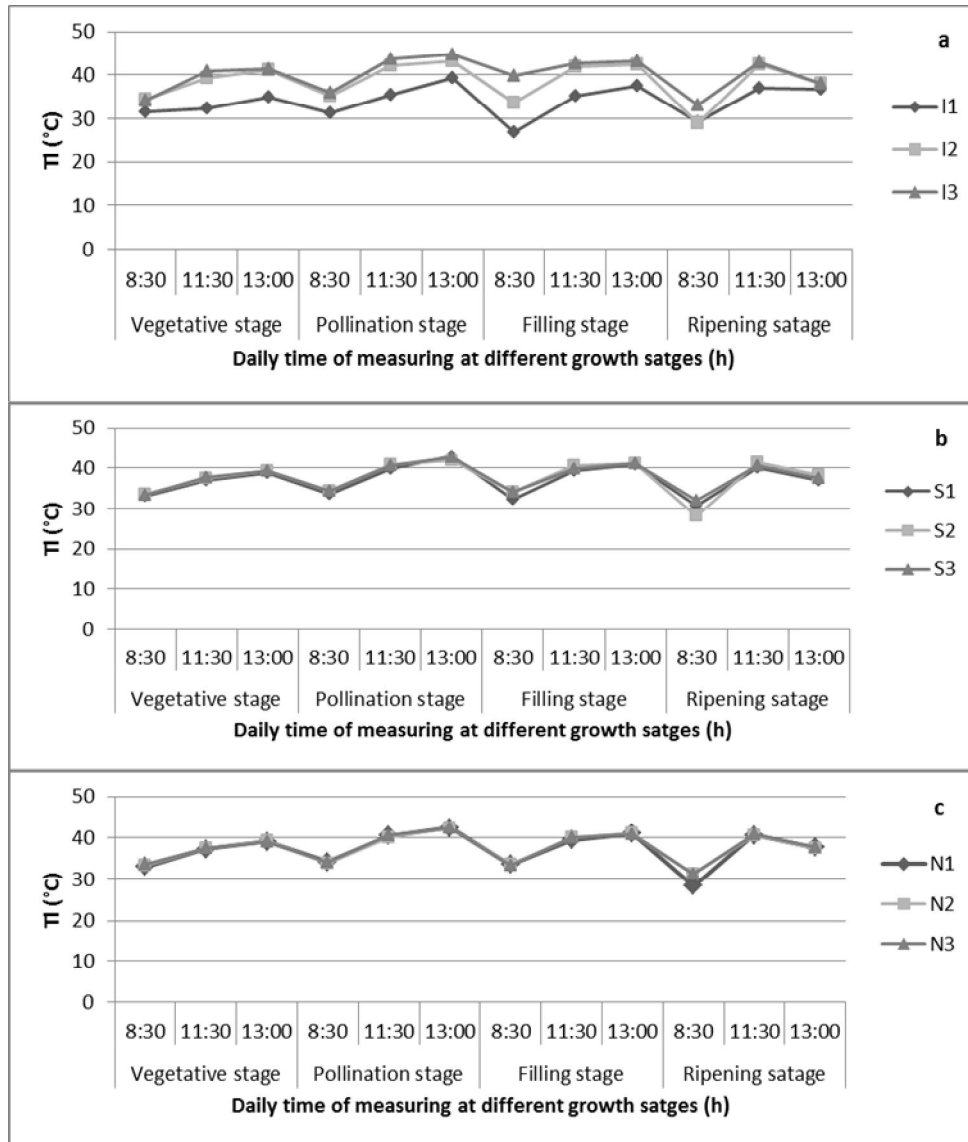 a
50
40
30
20
10
0
Tl (°C)
I1
I2
I3
8:30 11:30 13:00 8:30 11:30 13:00 8:30 11:30 13:00 8:30 11:30 13:00
Vegetative stage Pollination stage Filling stage Ripening satage
Daily time of measuring at different growth satges (h)
b
50
40
30
20
10
0
Tl (°C)
S1
S2
S3
8:30 11:30 13:00 8:30 11:30 13:00 8:30 11:30 13:00 8:30 11:30 13:00
Vegetative stage Pollination stage Filling stage Ripening satage
Daily time of measuring at different growth satges (h)
c
50
40
30
20
10
0
Tl (°C)
N1
N2
N3
8:30 11:30 13:00 8:30 11:30 13:00 8:30 11:30 13:00 8:30 11:30 13:00
Vegetative stage Pollination stage Filling stage Ripening satage
Daily time of measuring at different growth satges (h)